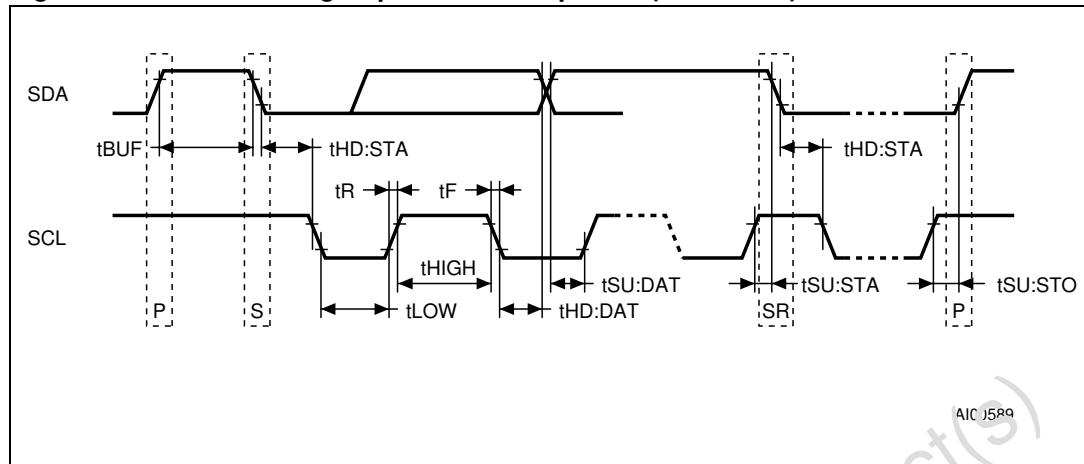 SDA
tBUF
tHD:STA
tHD:STA
tR
tF
SCL
tHIGH
tSU:DAT
tSU:STA
tSU:STO
tLOW
tHD:DAT
P
S
SR
P
ct(s)